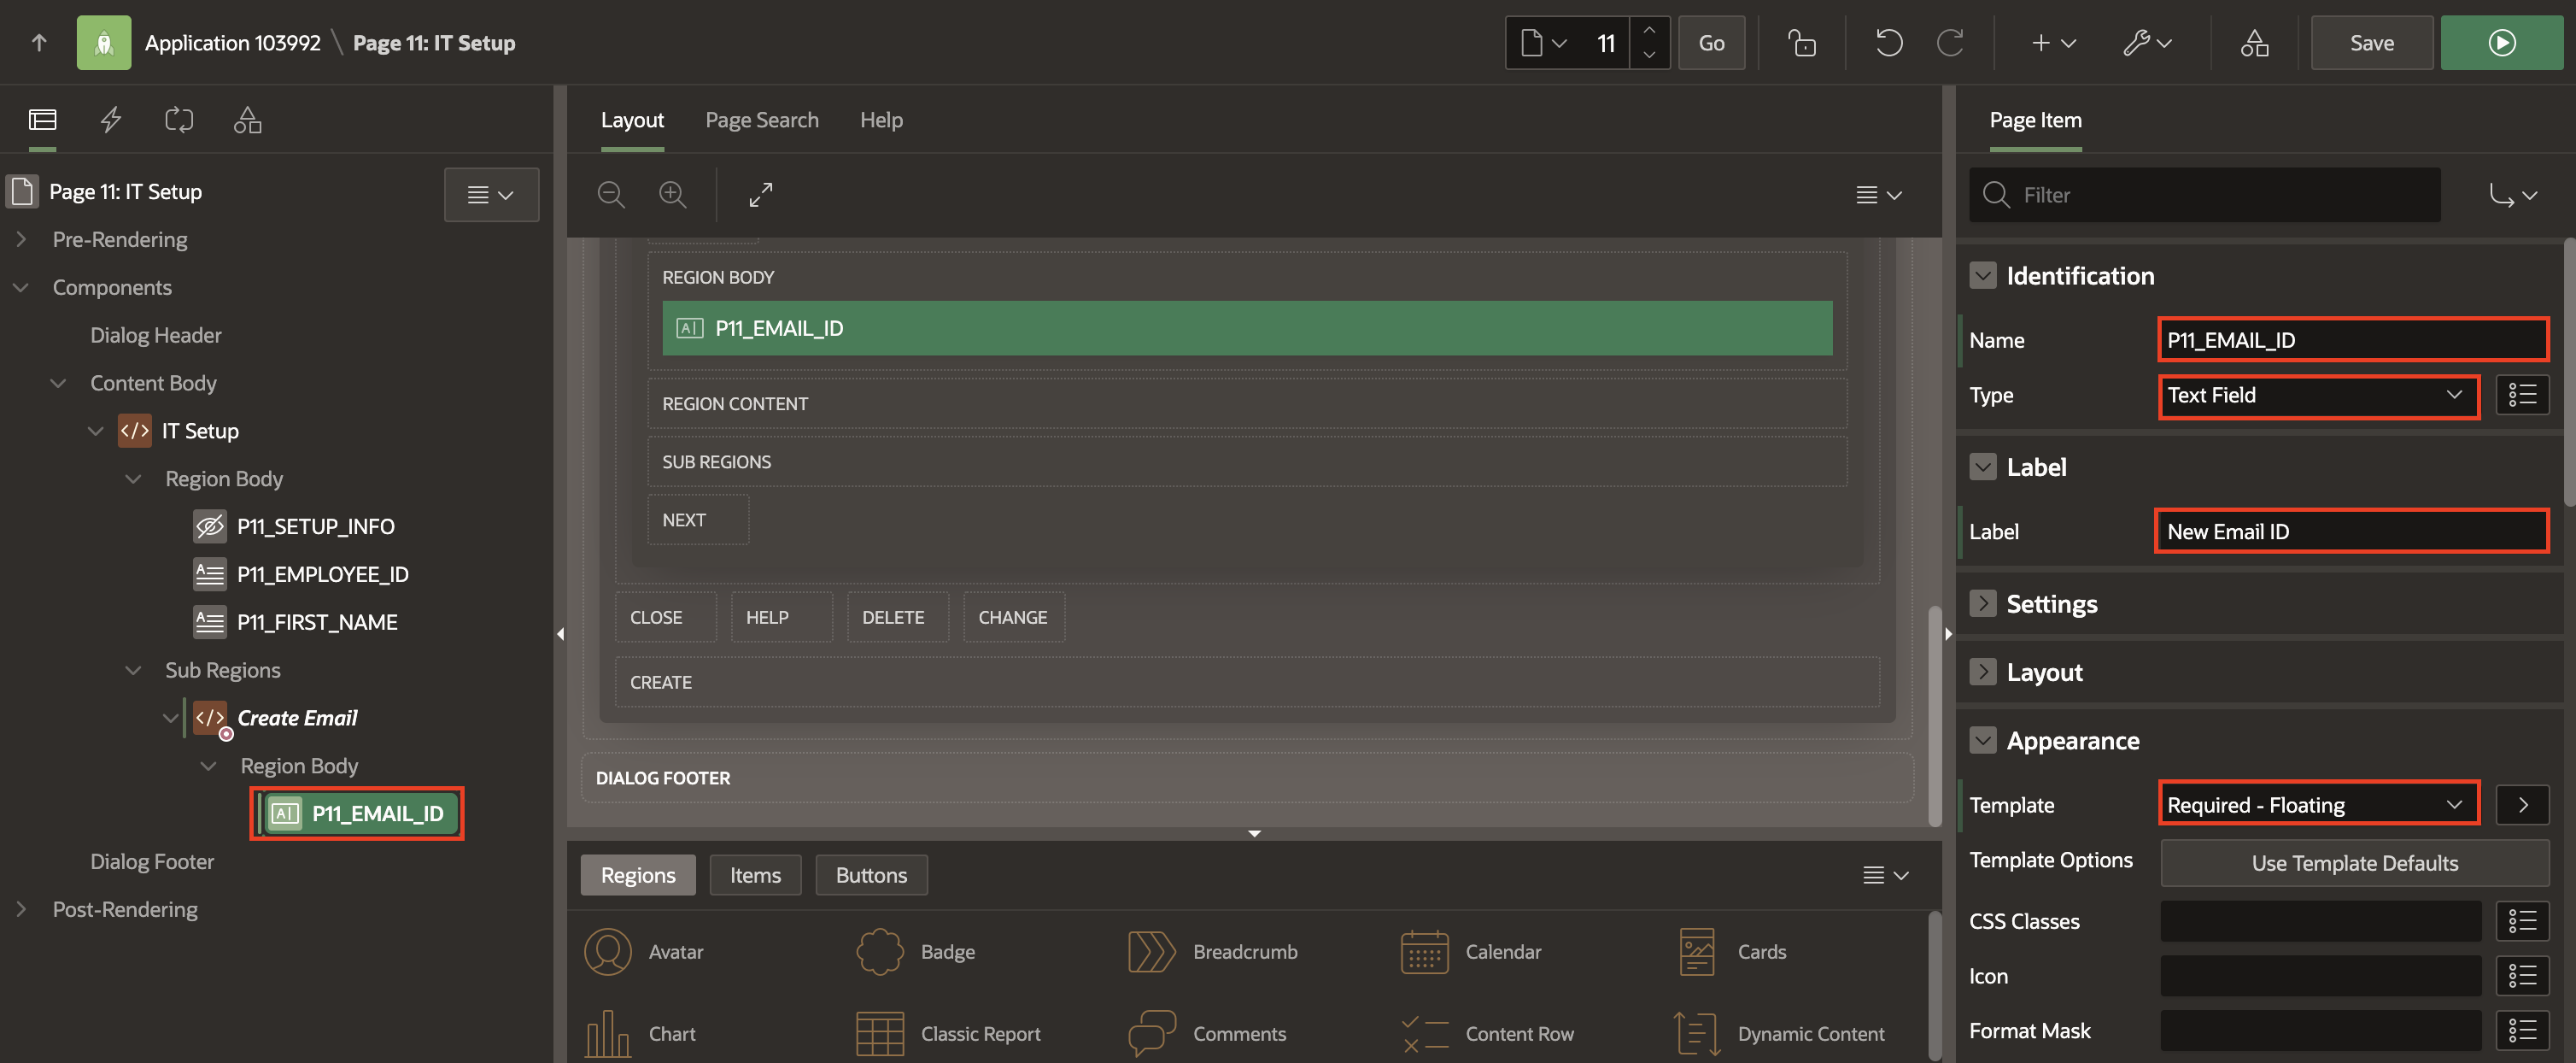 Application 103992 \ Page 11: IT Setup
11
Go
Save
Page 11: IT Setup
Pre-Rendering
Components
Dialog Header
Content Body
</> IT Setup
Region Body
P11_SETUP_INFO
P11_EMPLOYEE_ID
P11_FIRST_NAME
Sub Regions
</> Create Email
Region Body
P11_EMAIL_ID
Dialog Footer
Post-Rendering
Layout Page Search Help
REGION BODY
P11_EMAIL_ID
REGION CONTENT
SUB REGIONS
NEXT
CLOSE HELP DELETE CHANGE
CREATE
DIALOG FOOTER
Regions Items Buttons
Avatar Badge Breadcrumb Calendar Cards
Chart Classic Report Comments Content Row Dynamic Content
Page Item
Filter
Identification
Name P11_EMAIL_ID
Type Text Field
Label
Label New Email ID
Settings
Layout
Appearance
Template Required - Floating
Template Options Use Template Defaults
CSS Classes
Icon
Format Mask